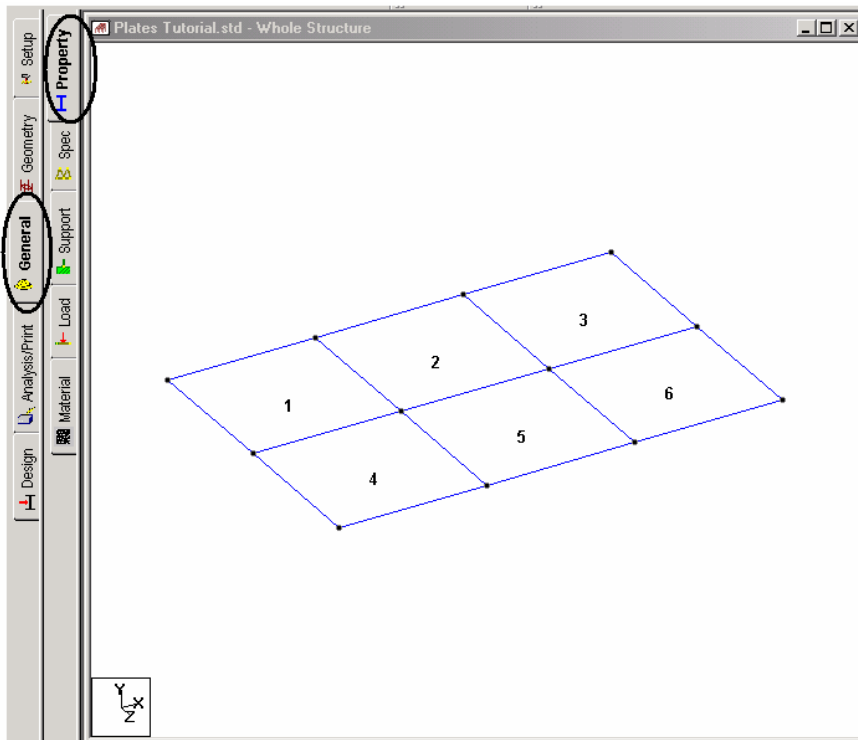 Plates Tutorial.std - Whole Structure
Setup
Geometry
General
Analysis/Print
Design
Property
Spec
Support
Load
Material
3
2
6
1
5
4
Y
X
Z